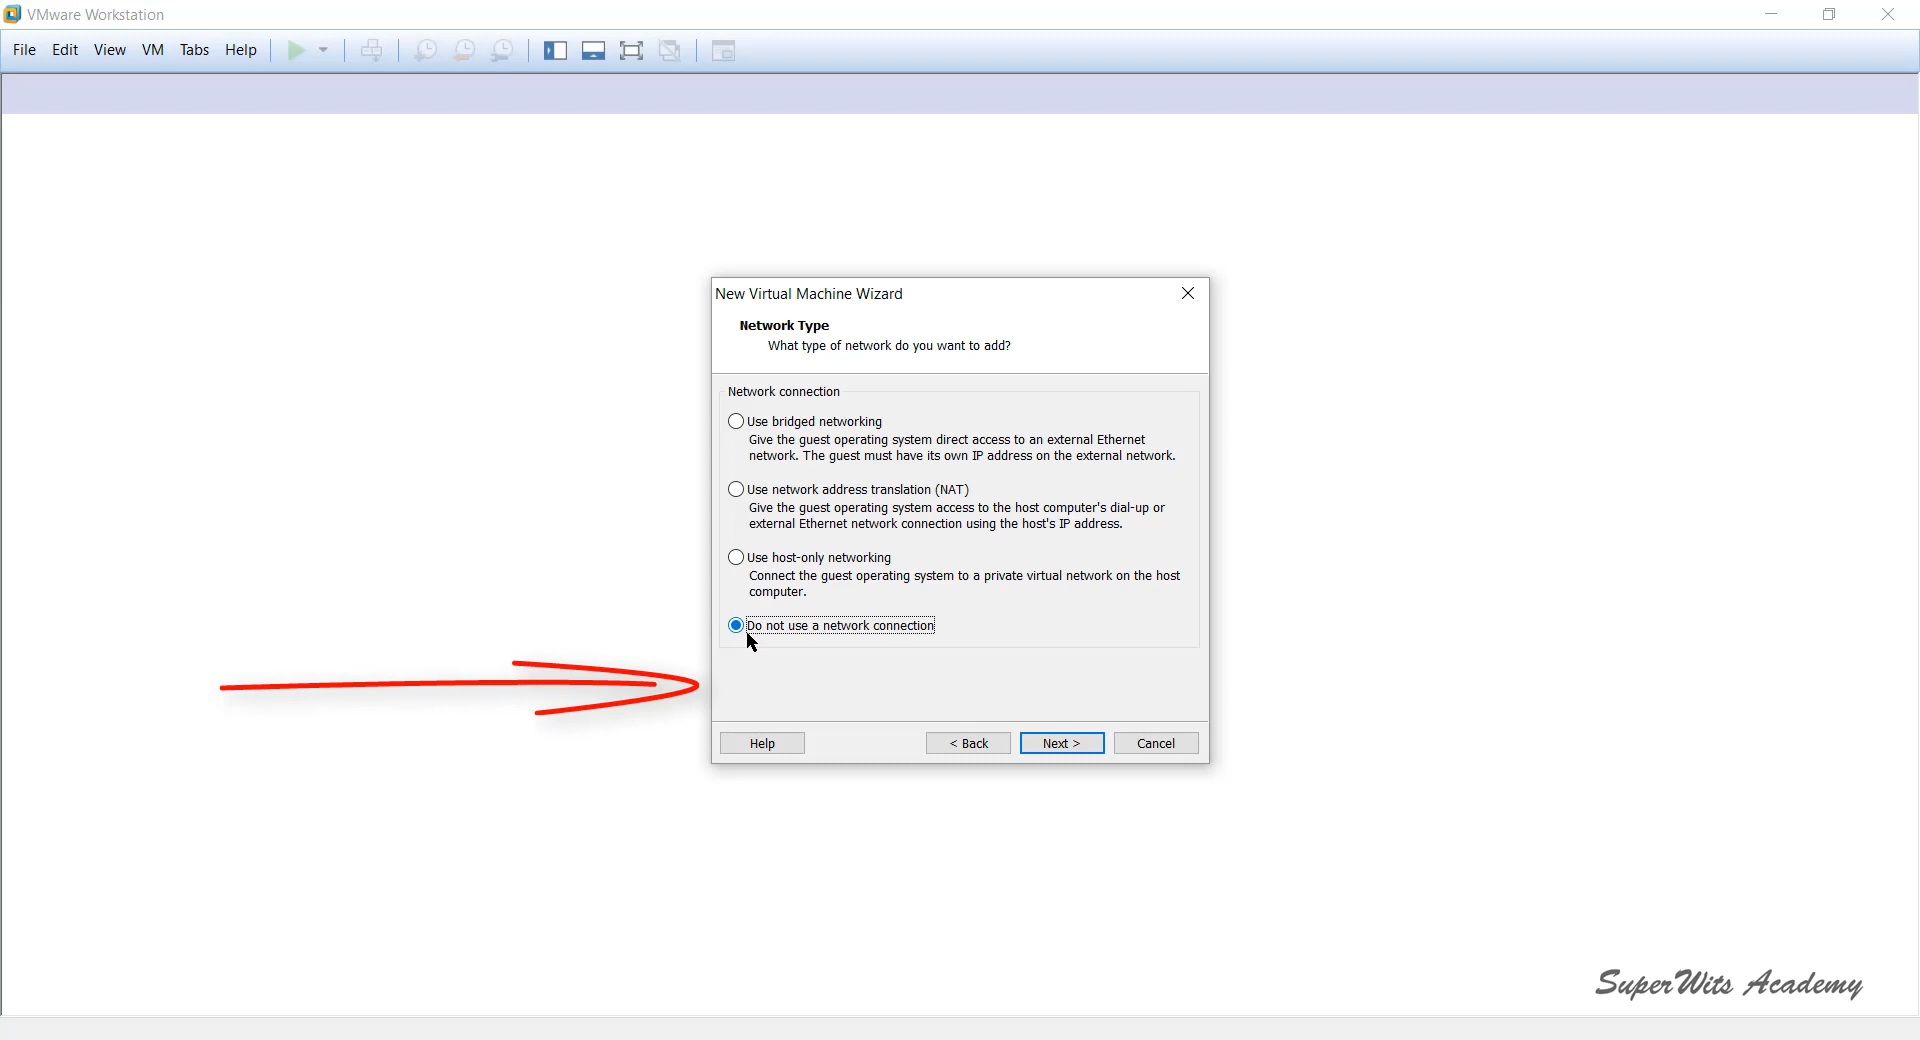 VMware Workstation
File Edit View VM Tabs Help
New Virtual Machine Wizard
Network Type
What type of network do you want to add?
Network connection
Use bridged networking
Give the guest operating system direct access to an external Ethernet
network. The guest must have its own IP address on the external network.
Use network address translation (NAT)
Give the guest operating system access to the host computer's dial-up or
external Ethernet network connection using the host's IP address.
Use host-only networking
Connect the guest operating system to a private virtual network on the host
computer.
Do not use a network connection
Help < Back Next > Cancel
SuperWits Academy